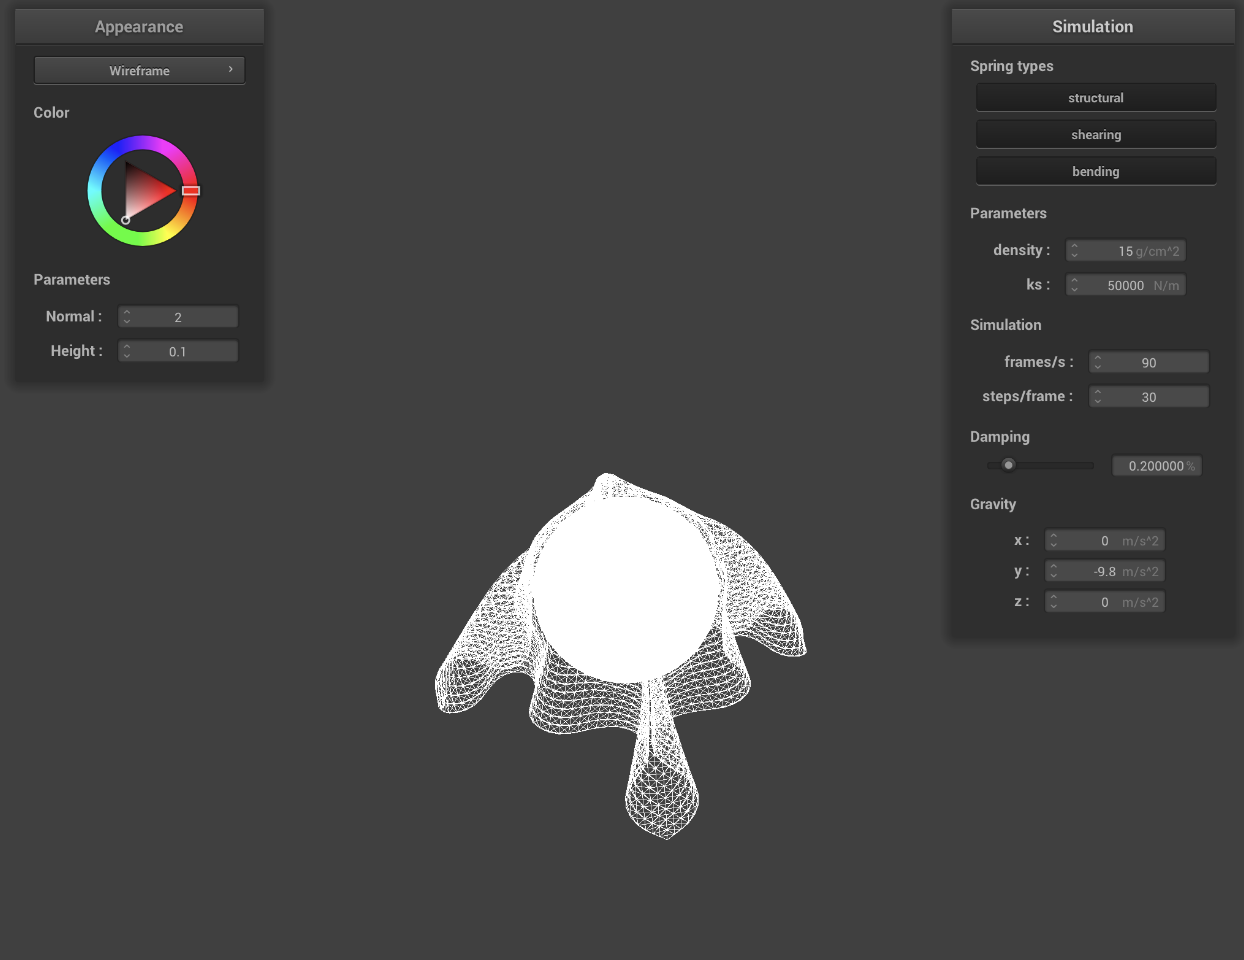 Appearance
Wireframe ›
Color
Parameters
Normal : 2
Height : 0.1
Simulation
Spring types
structural
shearing
bending
Parameters
density : 15 g/cm^2
ks : 50000 N/m
Simulation
frames/s : 90
steps/frame : 30
Damping
0.200000 %
Gravity
x : 0 m/s^2
y : -9.8 m/s^2
z : 0 m/s^2